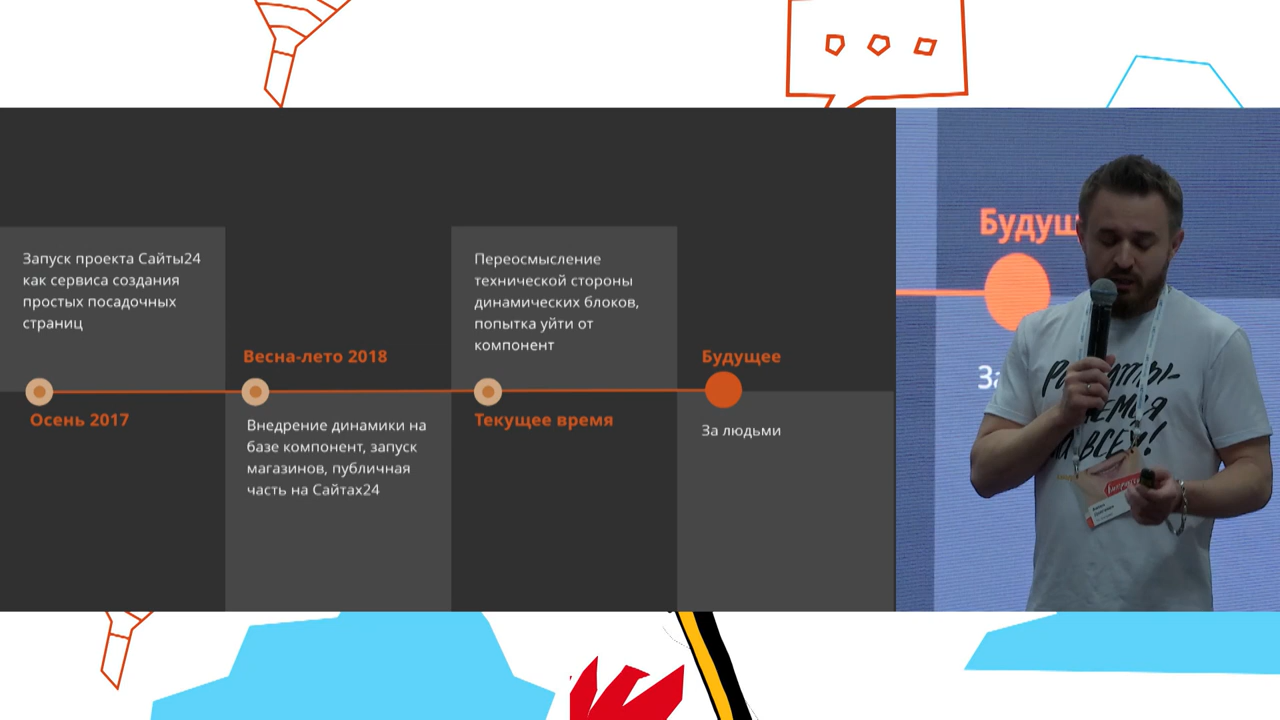 Запуск проекта Сайты24
как сервиса создания
простых посадочных
страниц
Осень 2017
Весна-лето 2018
Внедрение динамики на
базе компонент, запуск
магазинов, публичная
часть на Сайтах24
Переосмысление
технической стороны
динамических блоков,
попытка уйти от
компонент
Текущее время
Будущее
За людьми
Будущ
За
ВСЕХ!